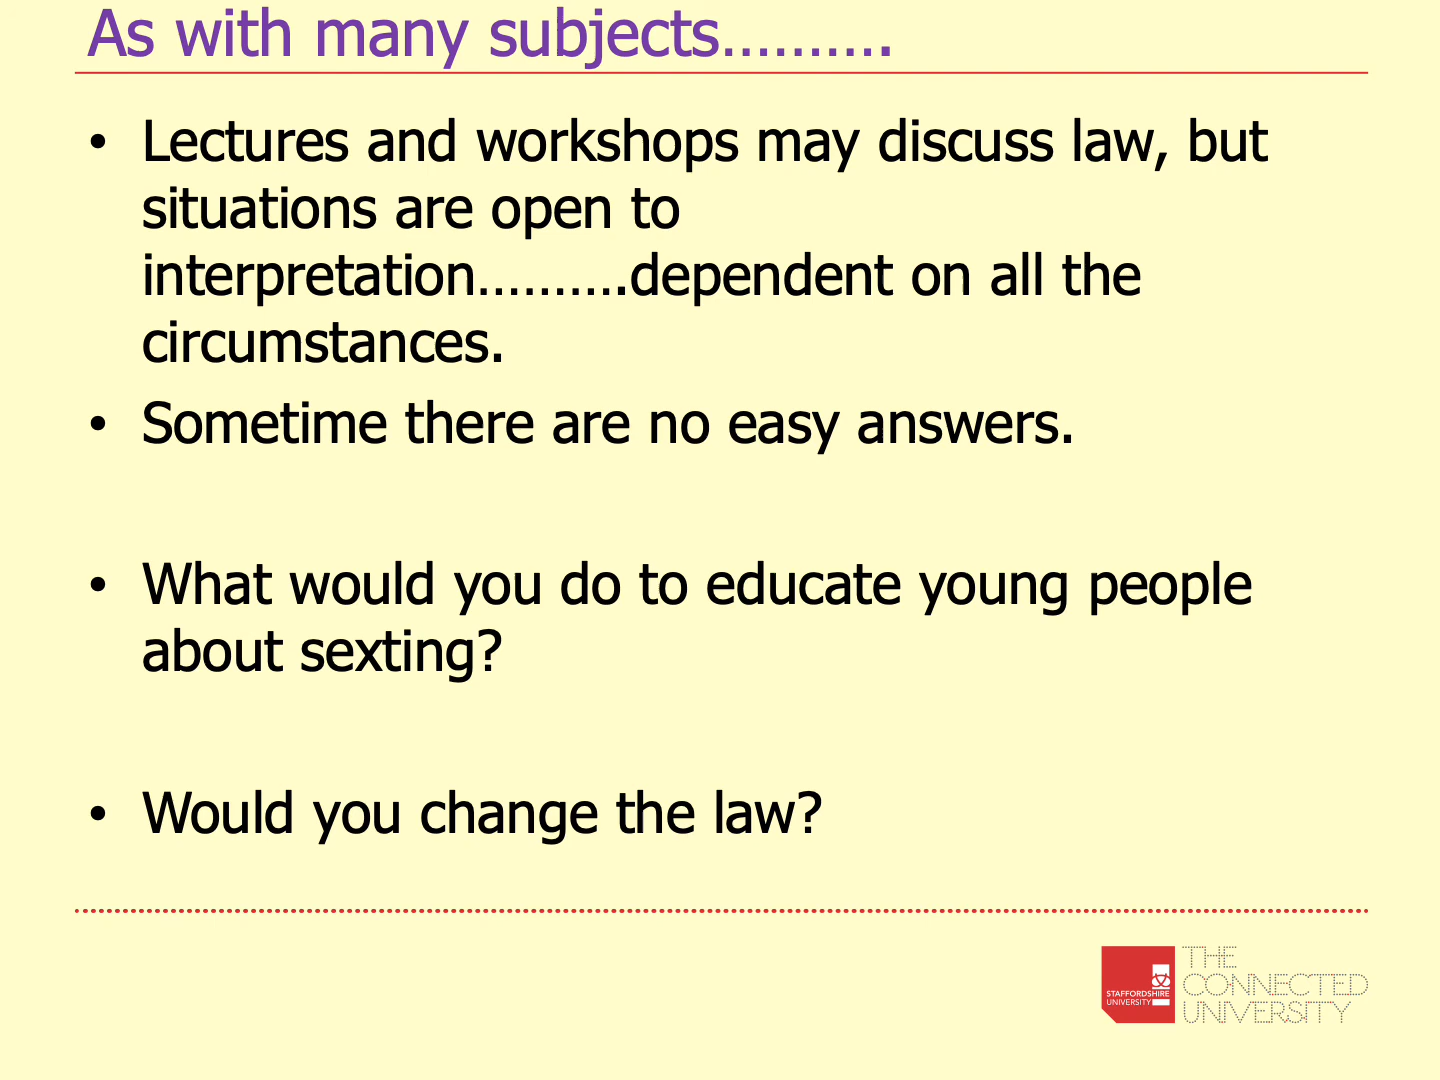 As with many subjects……….
• Lectures and workshops may discuss law, but
situations are open to
interpretation……….dependent on all the
circumstances.
• Sometime there are no easy answers.
• What would you do to educate young people
about sexting?
• Would you change the law?
STAFFORDSHIRE
UNIVERSITY
THE
CONNECTED
UNIVERSITY